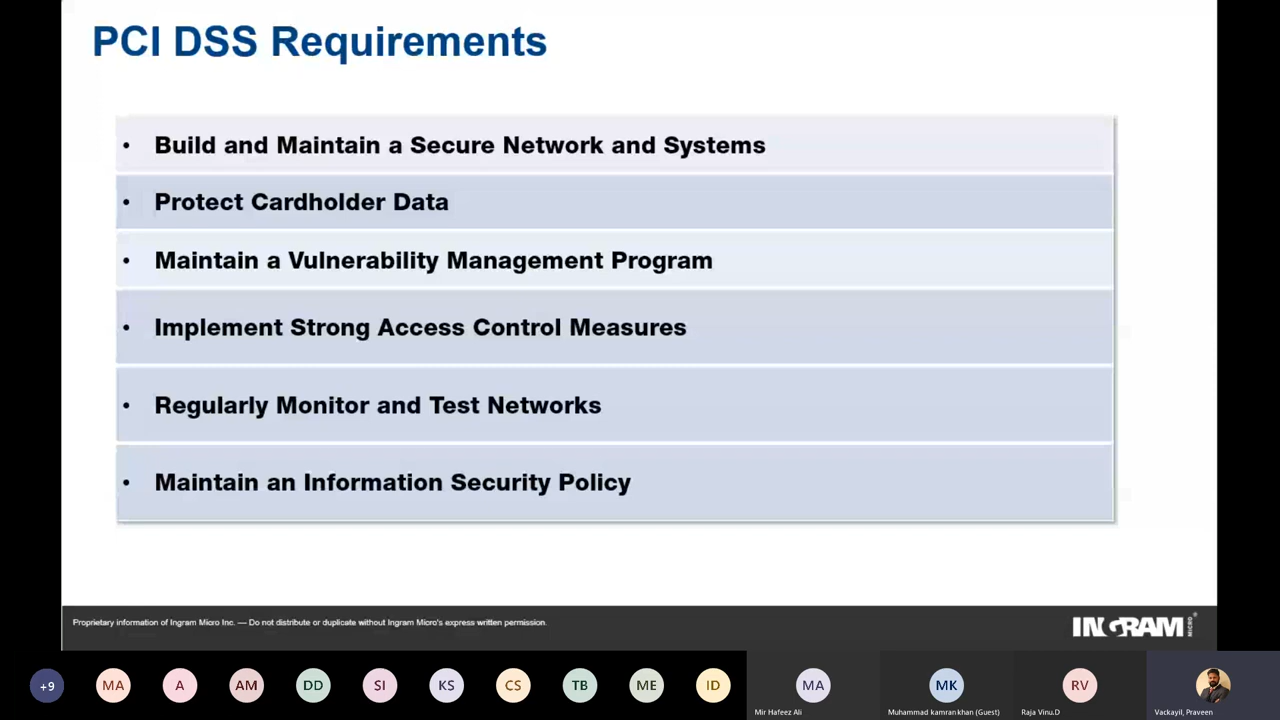 PCI DSS Requirements
• Build and Maintain a Secure Network and Systems
• Protect Cardholder Data
• Maintain a Vulnerability Management Program
• Implement Strong Access Control Measures
• Regularly Monitor and Test Networks
• Maintain an Information Security Policy
Proprietary information of Ingram Micro Inc. — Do not distribute or duplicate without Ingram Micro's express written permission.
INGRAM MICRO®
+9 MA A AM DD SI KS CS TB ME ID MA MK RV
Mir Hafeez Ali Muhammad kamran khan (Guest) Raja Vinu.D Vackayil, Praveen